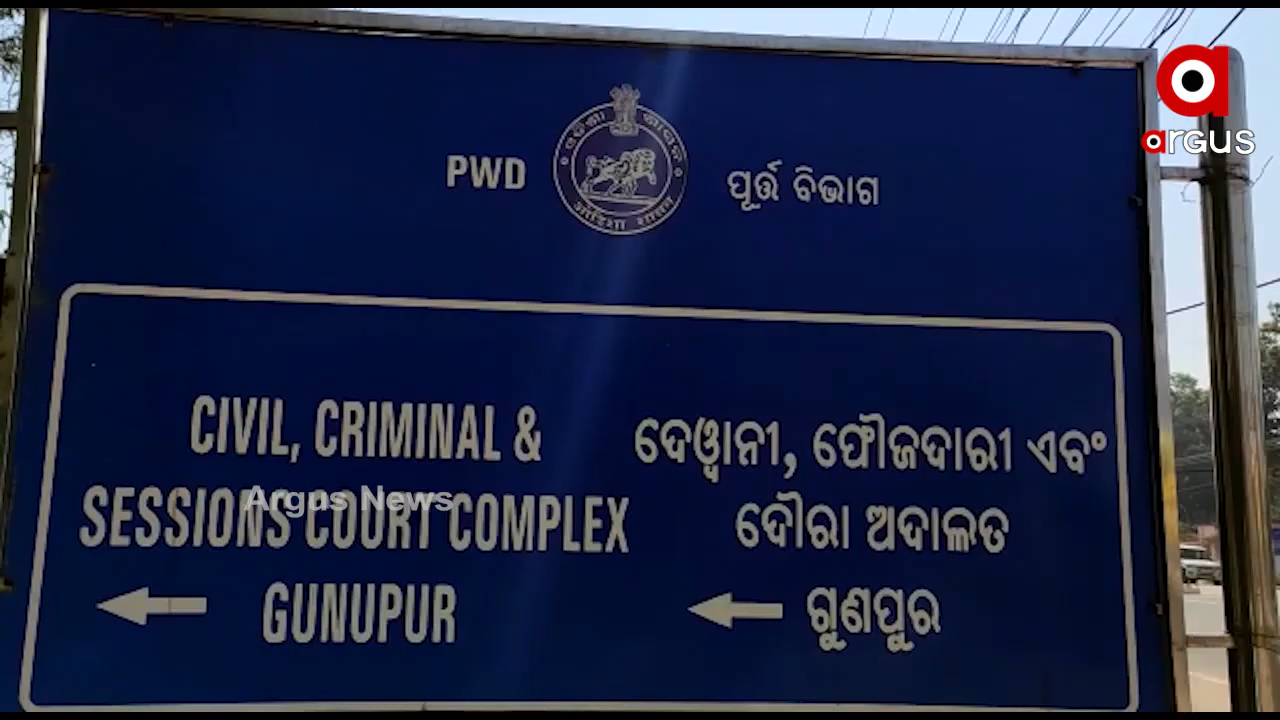 argus
PWD
ପୂର୍ତ୍ତ ବିଭାଗ
CIVIL, CRIMINAL &
SESSIONS COURT COMPLEX
GUNUPUR
ଦେୱାନୀ, ଫୌଜଦାରୀ ଏବଂ
ଦୌରା ଅଦାଲତ
ଗୁଣପୁର
Argus News